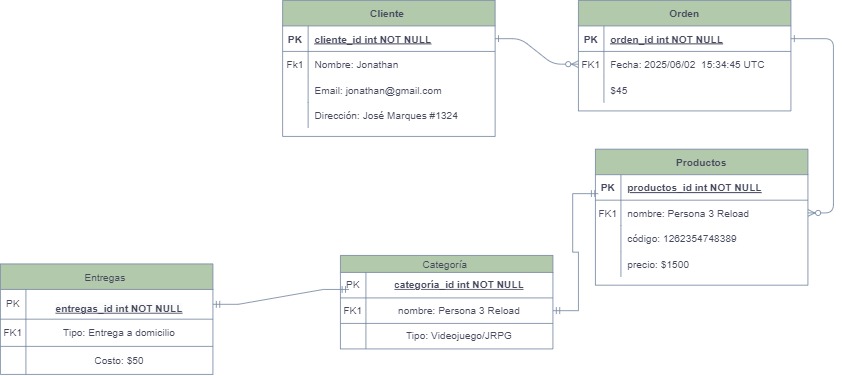 Cliente
PK cliente_id int NOT NULL
Fk1 Nombre: Jonathan
Email: jonathan@gmail.com
Dirección: José Marques #1324
Orden
PK orden_id int NOT NULL
FK1 Fecha: 2025/06/02 15:34:45 UTC
$45
Productos
PK productos_id int NOT NULL
FK1 nombre: Persona 3 Reload
código: 1262354748389
precio: $1500
Categoría
PK categoría_id int NOT NULL
FK1 nombre: Persona 3 Reload
Tipo: Videojuego/JRPG
Entregas
PK entregas_id int NOT NULL
FK1 Tipo: Entrega a domicilio
Costo: $50